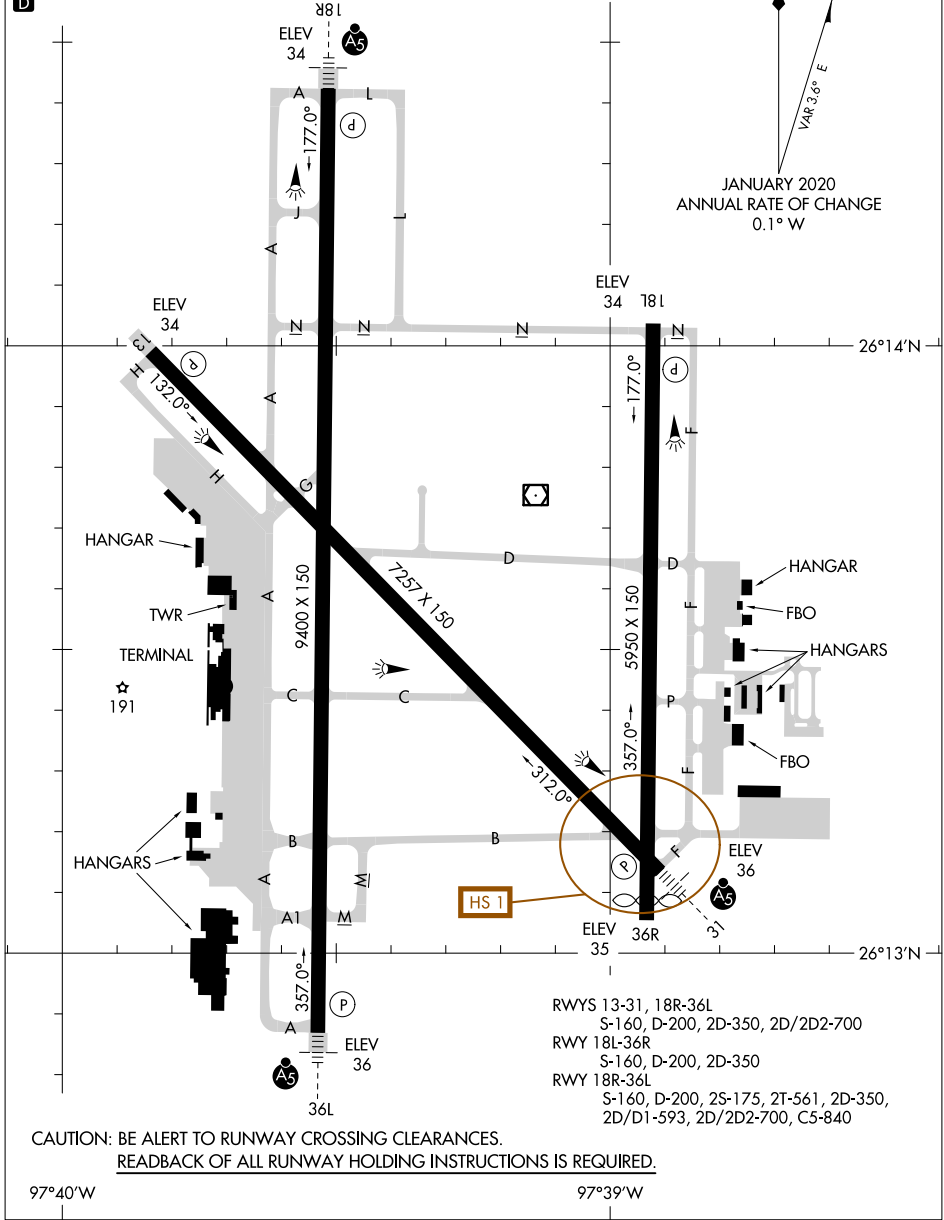 D
18R
ELEV
34
A5
A
L
P
177.0°
VAR 3.6° E
JANUARY 2020
ANNUAL RATE OF CHANGE
0.1° W
J
L
A
ELEV
34
ELEV
34
18L
N
N
N
N
13
P
26°14'N
H
132.0°
A
177.0°
P
F
H
G
HANGAR
D
D
HANGAR
TWR
A
9400 X 150
7257 X 150
5950 X 150
F
FBO
TERMINAL
HANGARS
191
C
C
P
357.0°
312.0°
F
FBO
B
B
HANGARS
A
M
P
F
ELEV
36
A5
HS 1
A1
M
ELEV
35
36R
31
26°13'N
357.0°
P
A
ELEV
36
A5
36L
RWYS 13-31, 18R-36L
S-160, D-200, 2D-350, 2D/2D2-700
RWY 18L-36R
S-160, D-200, 2D-350
RWY 18R-36L
S-160, D-200, 2S-175, 2T-561, 2D-350,
2D/D1-593, 2D/2D2-700, C5-840
CAUTION: BE ALERT TO RUNWAY CROSSING CLEARANCES.
READBACK OF ALL RUNWAY HOLDING INSTRUCTIONS IS REQUIRED.
97°40'W
97°39'W